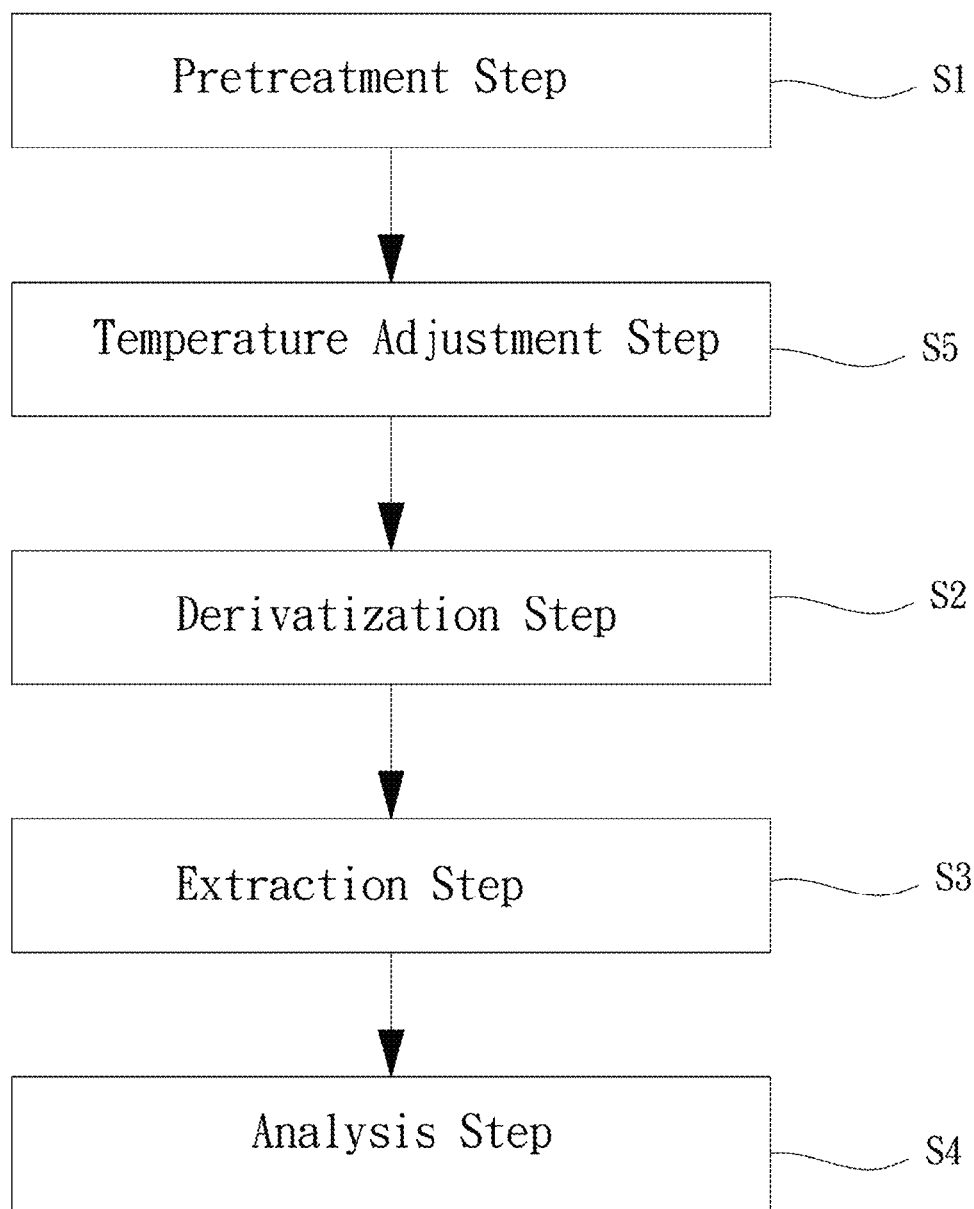 Pretreatment Step
S1
Temperature Adjustment Step
S5
Derivatization Step
S2
Extraction Step
S3
Analysis Step
S4